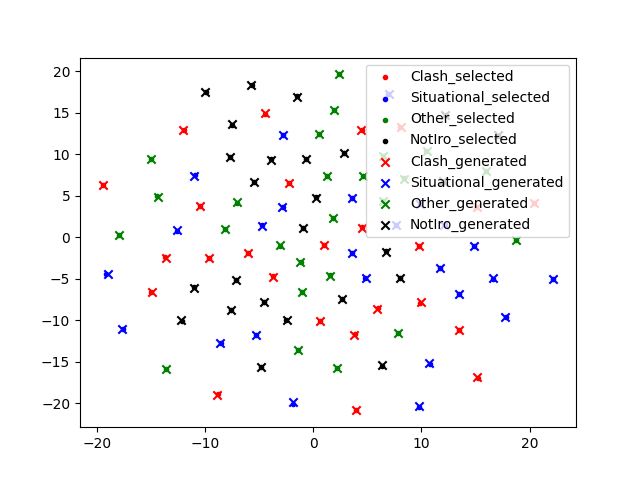 20
15
10
5
0
−5
−10
−15
−20
−20
−10
0
10
20
Clash_selected
Situational_selected
Other_selected
NotIro_selected
Clash_generated
Situational_generated
Other_generated
NotIro_generated